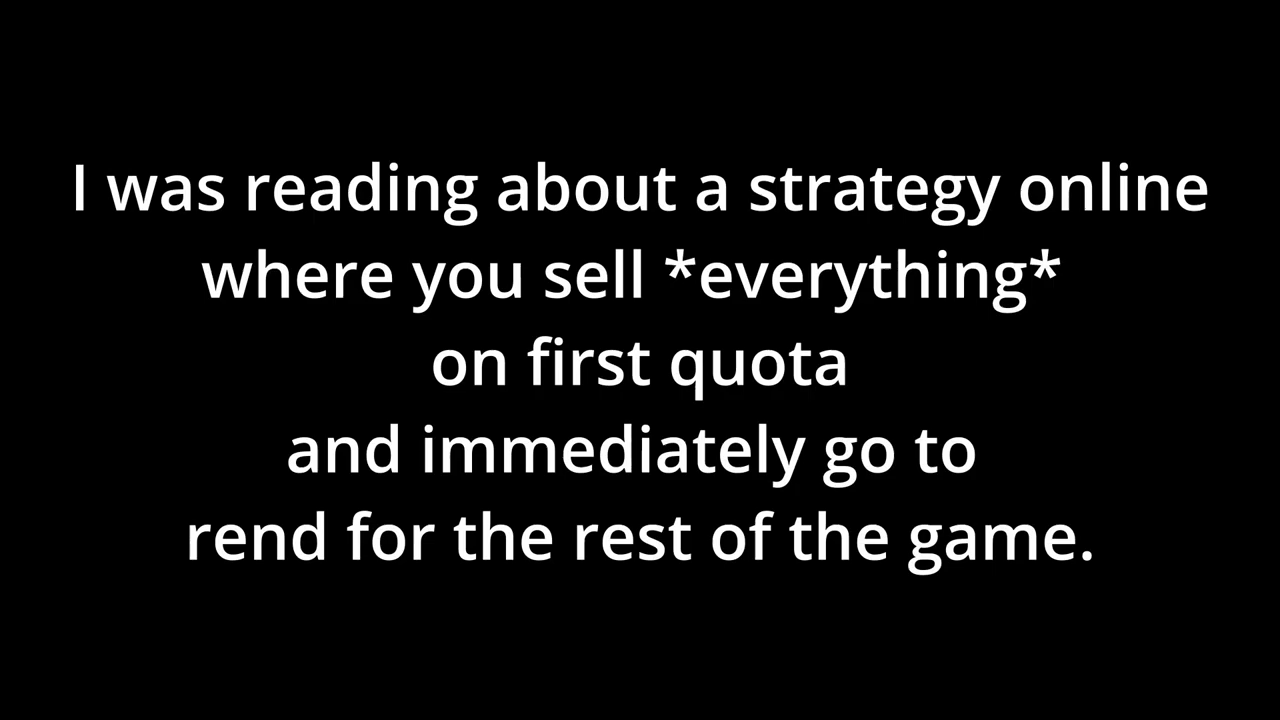 I was reading about a strategy online
where you sell *everything*
on first quota
and immediately go to
rend for the rest of the game.